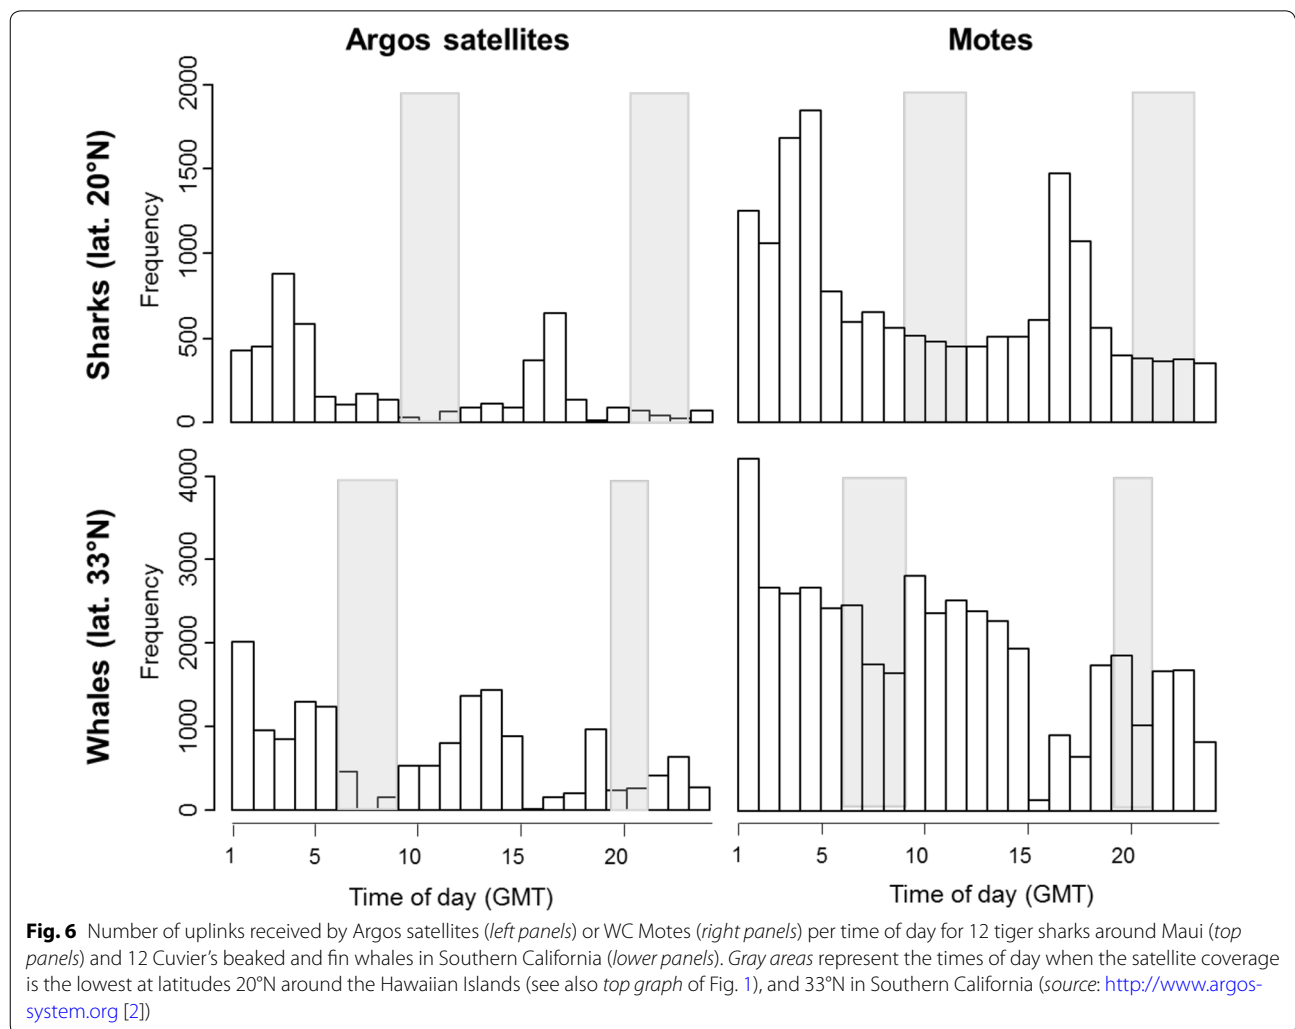 Argos satellites
Motes
Sharks (lat. 20°N)
Frequency
0
500
1000
1500
2000
Whales (lat. 33°N)
Frequency
0
1000
2000
3000
4000
1 5 10 15 20
1 5 10 15 20
Time of day (GMT)
Time of day (GMT)
Fig. 6 Number of uplinks received by Argos satellites (left panels) or WC Motes (right panels) per time of day for 12 tiger sharks around Maui (top
panels) and 12 Cuvier's beaked and fin whales in Southern California (lower panels). Gray areas represent the times of day when the satellite coverage
is the lowest at latitudes 20°N around the Hawaiian Islands (see also top graph of Fig. 1), and 33°N in Southern California (source: http://www.argos-
system.org [2])